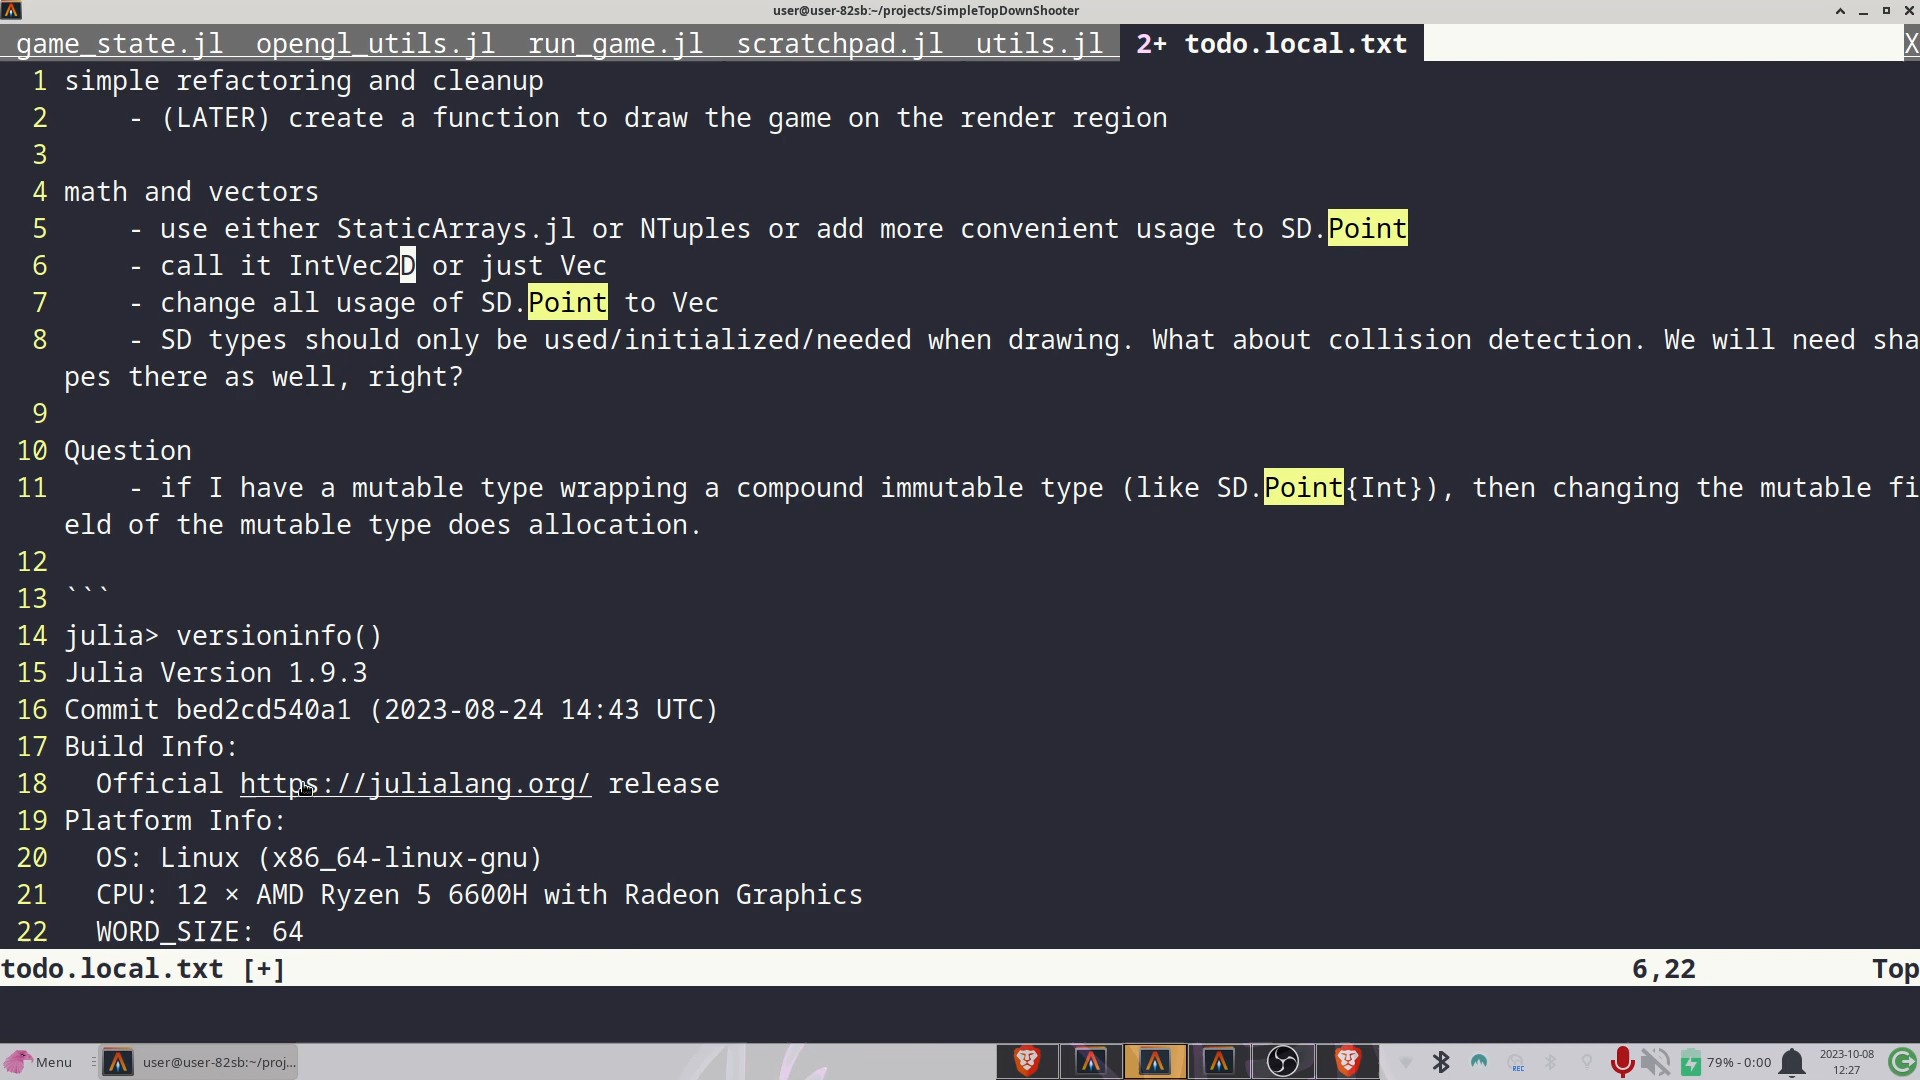 user@user-82sb:~/projects/SimpleTopDownShooter
game_state.jl  opengl_utils.jl  run_game.jl  scratchpad.jl  utils.jl  2+ todo.local.txt X
1 simple refactoring and cleanup
2     - (LATER) create a function to draw the game on the render region
3
4 math and vectors
5     - use either StaticArrays.jl or NTuples or add more convenient usage to SD.Point
6     - call it IntVec2D or just Vec
7     - change all usage of SD.Point to Vec
8     - SD types should only be used/initialized/needed when drawing. What about collision detection. We will need sha
pes there as well, right?
9
10 Question
11     - if I have a mutable type wrapping a compound immutable type (like SD.Point{Int}), then changing the mutable fi
eld of the mutable type does allocation.
12
13 ```
14 julia> versioninfo()
15 Julia Version 1.9.3
16 Commit bed2cd540a1 (2023-08-24 14:43 UTC)
17 Build Info:
18   Official https://julialang.org/ release
19 Platform Info:
20   OS: Linux (x86_64-linux-gnu)
21   CPU: 12 × AMD Ryzen 5 6600H with Radeon Graphics
22   WORD_SIZE: 64
todo.local.txt [+] 6,22 Top
Menu user@user-82sb:~/proj... REC 79% - 0:00 2023-10-08
12:27